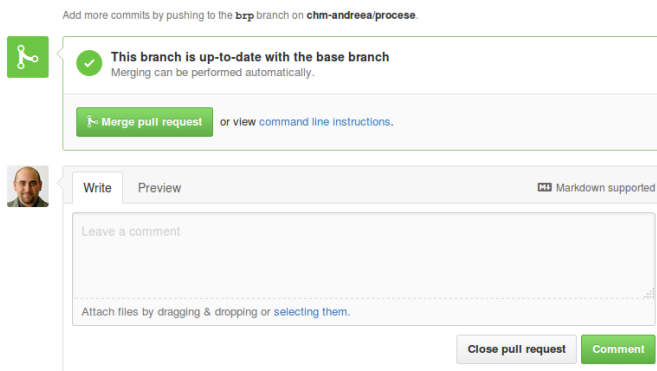 Add more commits by pushing to the brp branch on chm-andreea/procese.
This branch is up-to-date with the base branch
Merging can be performed automatically.
Merge pull request or view command line instructions.
Write Preview Markdown supported
Leave a comment
Attach files by dragging & dropping or selecting them.
Close pull request Comment